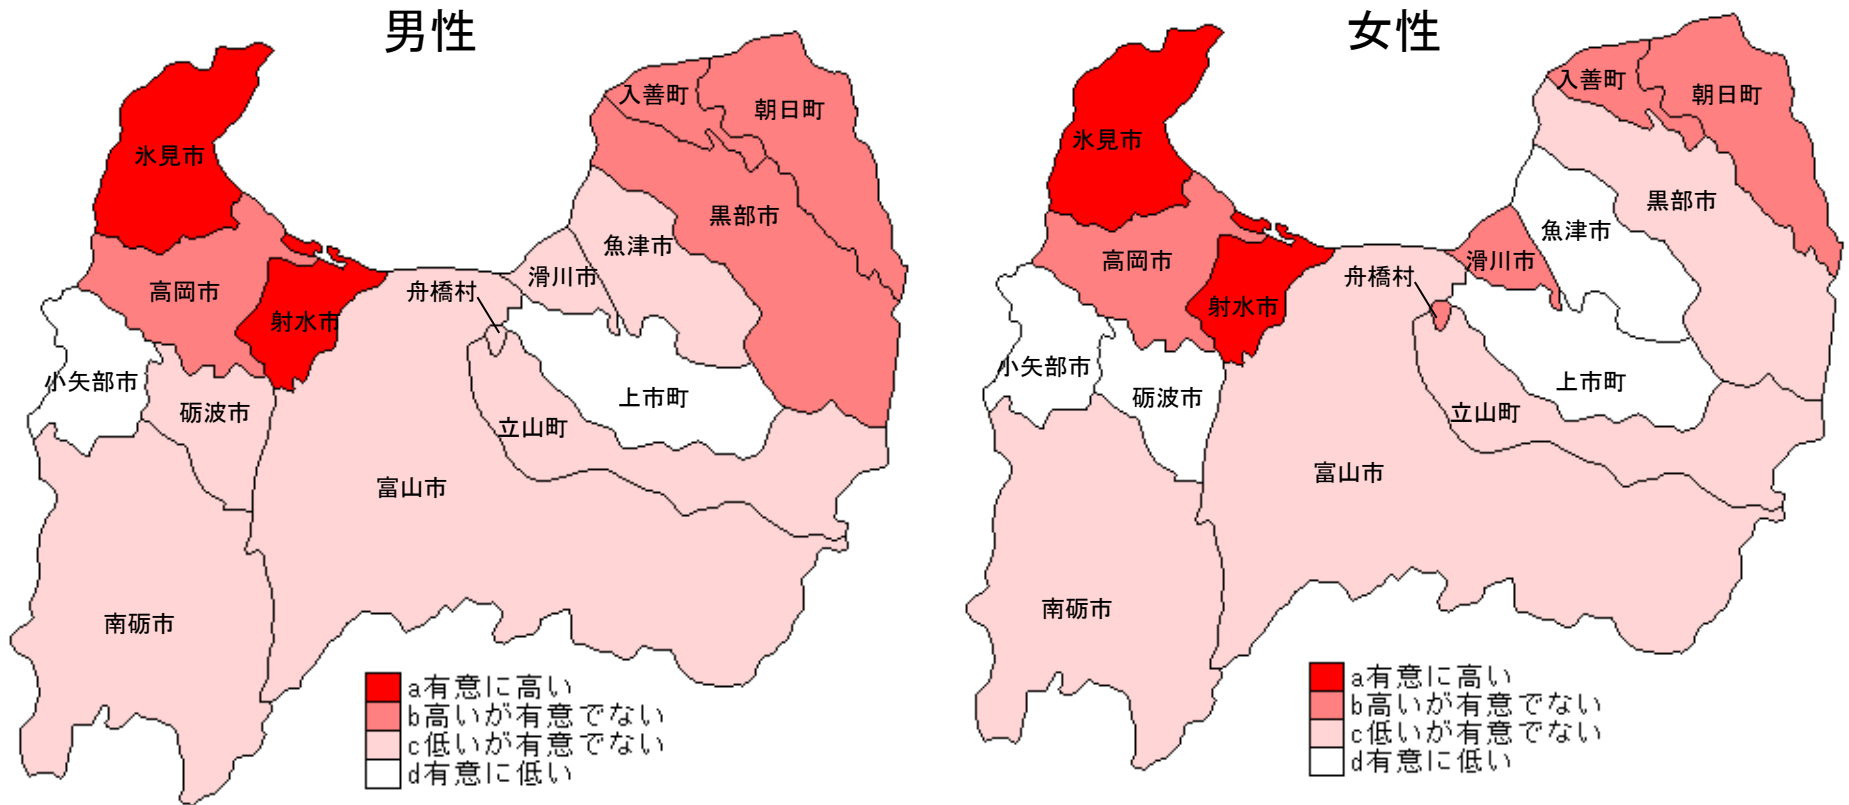 男性
入善町
朝日町
氷見市
黒部市
魚津市
滑川市
高岡市
舟橋村
射水市
小矢部市
砺波市
上市町
立山町
富山市
南砺市
a有意に高い
b高いが有意でない
c低いが有意でない
d有意に低い
女性
入善町
朝日町
氷見市
黒部市
魚津市
高岡市
滑川市
舟橋村
射水市
小矢部市
砺波市
上市町
立山町
富山市
南砺市
a有意に高い
b高いが有意でない
c低いが有意でない
d有意に低い